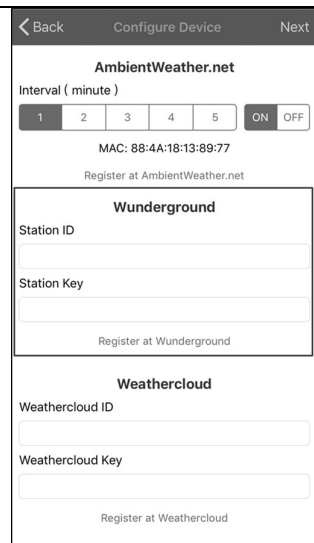 Back Configure Device Next
AmbientWeather.net
Interval ( minute )
1 2 3 4 5 ON OFF
MAC: 88:4A:18:13:89:77
Register at AmbientWeather.net
Wunderground
Station ID
Station Key
Register at Wunderground
Weathercloud
Weathercloud ID
Weathercloud Key
Register at Weathercloud